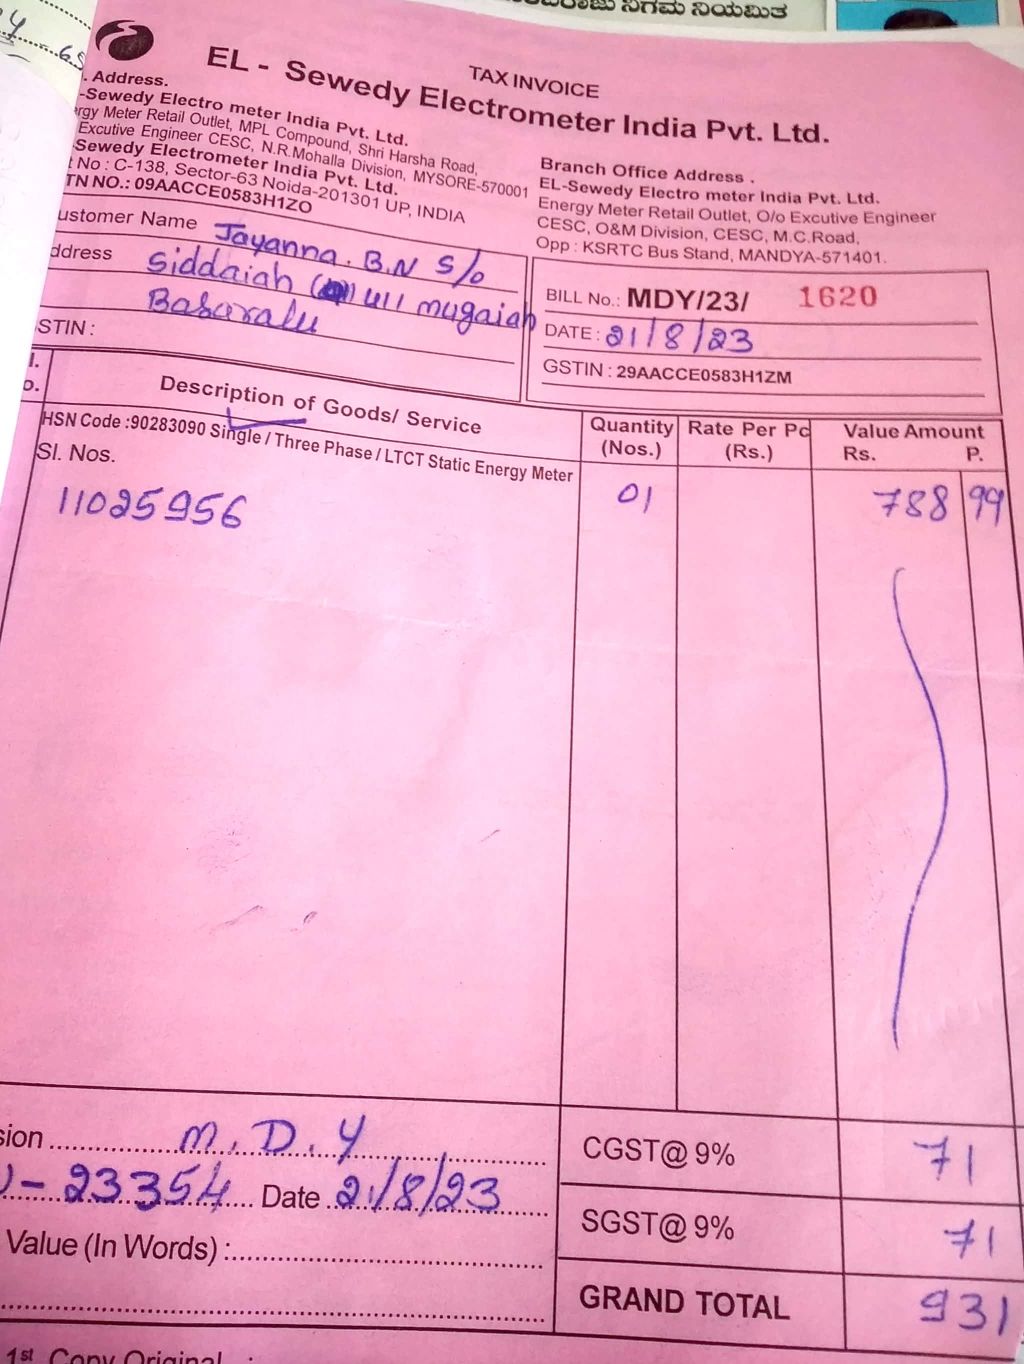 ನಿಗಮ ನಿಯಮಿತ
TAX INVOICE
EL - Sewedy Electrometer India Pvt. Ltd.
. Address.
-Sewedy Electro meter India Pvt. Ltd.
rgy Meter Retail Outlet, MPL Compound, Shri Harsha Road,
Excutive Engineer CESC, N.R.Mohalla Division, MYSORE-570001
Sewedy Electrometer India Pvt. Ltd.
No : C-138, Sector-63 Noida-201301 UP, INDIA
TN NO.: 09AACCE0583H1ZO
Branch Office Address .
EL-Sewedy Electro meter India Pvt. Ltd.
Energy Meter Retail Outlet, O/o Excutive Engineer
CESC, O&M Division, CESC, M.C.Road,
Opp : KSRTC Bus Stand, MANDYA-571401.
ustomer Name Jayanna. B.N S/o
ddress Siddaiah mugaiah
Basaralu
STIN :
BILL No.: MDY/23/ 1620
DATE : 21/8/23
GSTIN : 29AACCE0583H1ZM
l.
o.
Description of Goods/ Service
Quantity (Nos.)
Rate Per Pc (Rs.)
Value Amount
Rs. P.
HSN Code :90283090 Single / Three Phase / LTCT Static Energy Meter
Sl. Nos.
11025956 01 788 99
sion M.D.Y
CGST@ 9% 71
- 23354 Date 21/8/23
SGST@ 9% 71
Value (In Words) :
GRAND TOTAL 931
1st Copy Original :